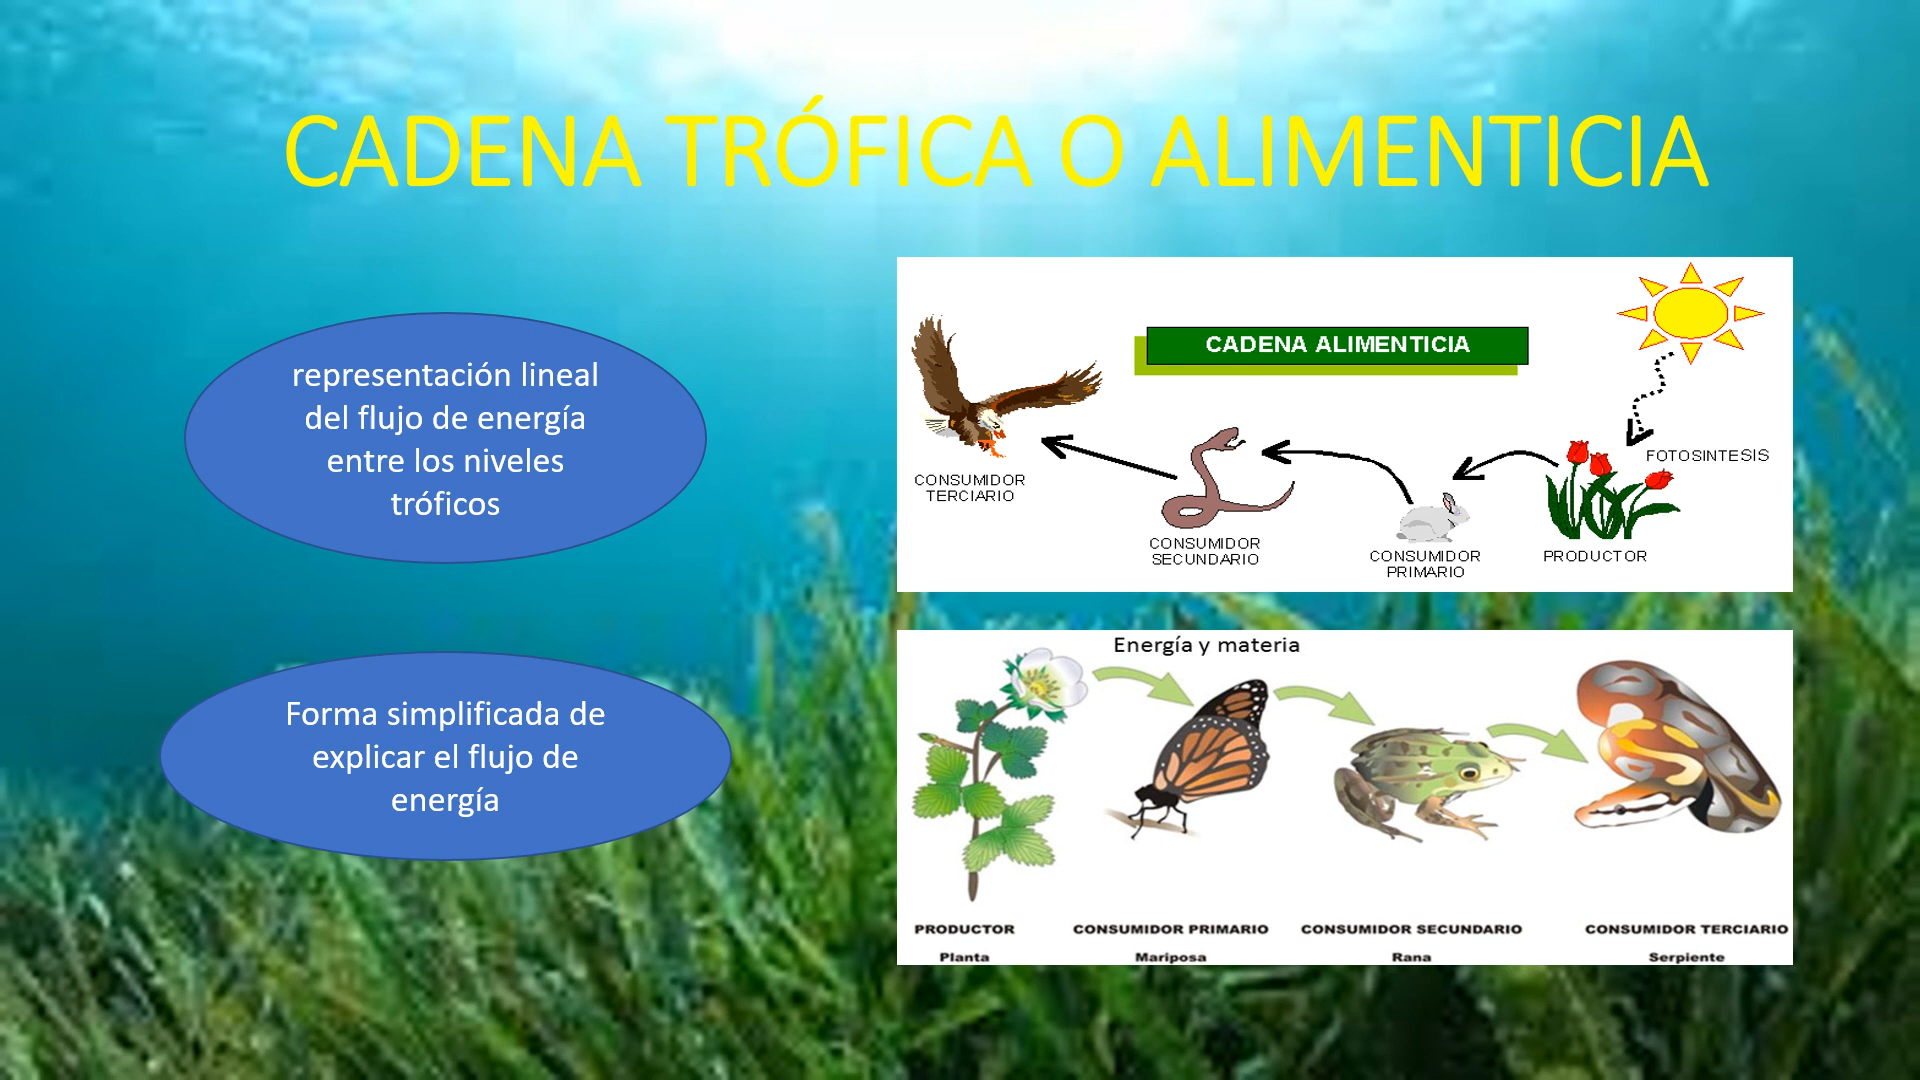 CADENA TRÓFICA O ALIMENTICIA
representación lineal
del flujo de energía
entre los niveles
tróficos
Forma simplificada de
explicar el flujo de
energía
CADENA ALIMENTICIA
FOTOSINTESIS
CONSUMIDOR
TERCIARIO
CONSUMIDOR
SECUNDARIO
CONSUMIDOR
PRIMARIO
PRODUCTOR
Energía y materia
PRODUCTOR
Planta
CONSUMIDOR PRIMARIO
Mariposa
CONSUMIDOR SECUNDARIO
Rana
CONSUMIDOR TERCIARIO
Serpiente